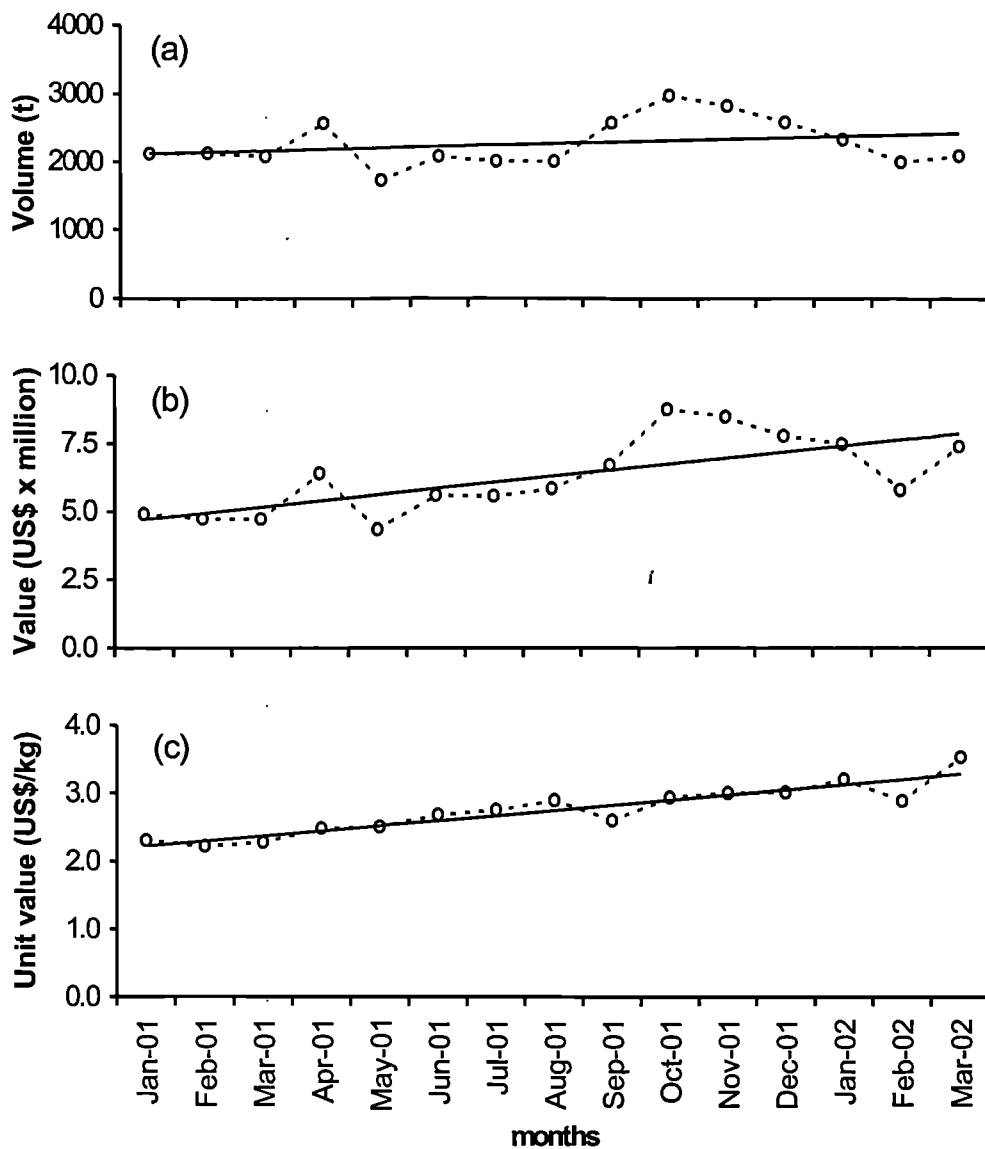 (a)
Volume (t)
4000
3000
2000
1000
0
(b)
Value (US$ x million)
10.0
7.5
5.0
2.5
0.0
(c)
Unit value (US$/kg)
4.0
3.0
2.0
1.0
0.0
Jan-01
Feb-01
Mar-01
Apr-01
May-01
Jun-01
Jul-01
Aug-01
Sep-01
Oct-01
Nov-01
Dec-01
Jan-02
Feb-02
Mar-02
months